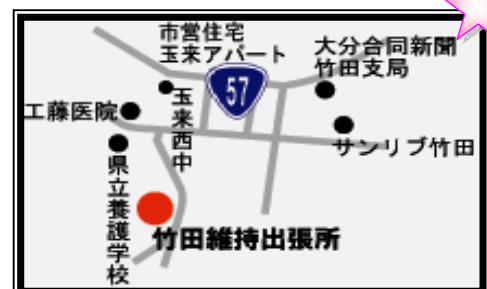 市営住宅
玉来アパート
大分合同新聞
竹田支局
57
工藤医院
玉来西中
サンリブ竹田
県立養護学校
竹田維持出張所